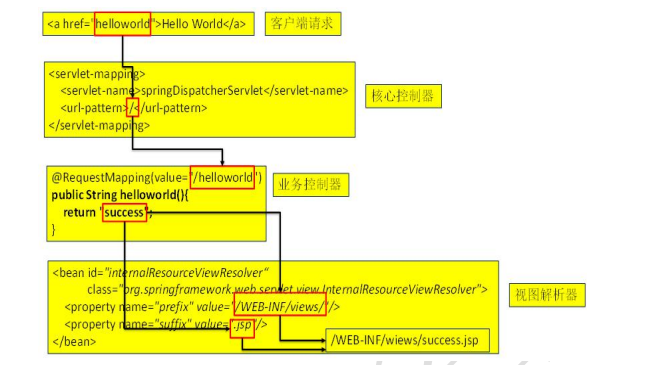 <a href="helloworld">Hello World</a>
客户端请求
<servlet-mapping>
<servlet-name>springDispatcherServlet</servlet-name>
<url-pattern>/</url-pattern>
</servlet-mapping>
核心控制器
@RequestMapping(value="/helloworld")
public String helloworld(){
return "success";
}
业务控制器
<bean id="internalResourceViewResolver"
class="org.springframework.web.servlet.view.InternalResourceViewResolver">
<property name="prefix" value="/WEB-INF/views/"/>
<property name="suffix" value=".jsp"/>
</bean>
视图解析器
/WEB-INF/wiews/success.jsp